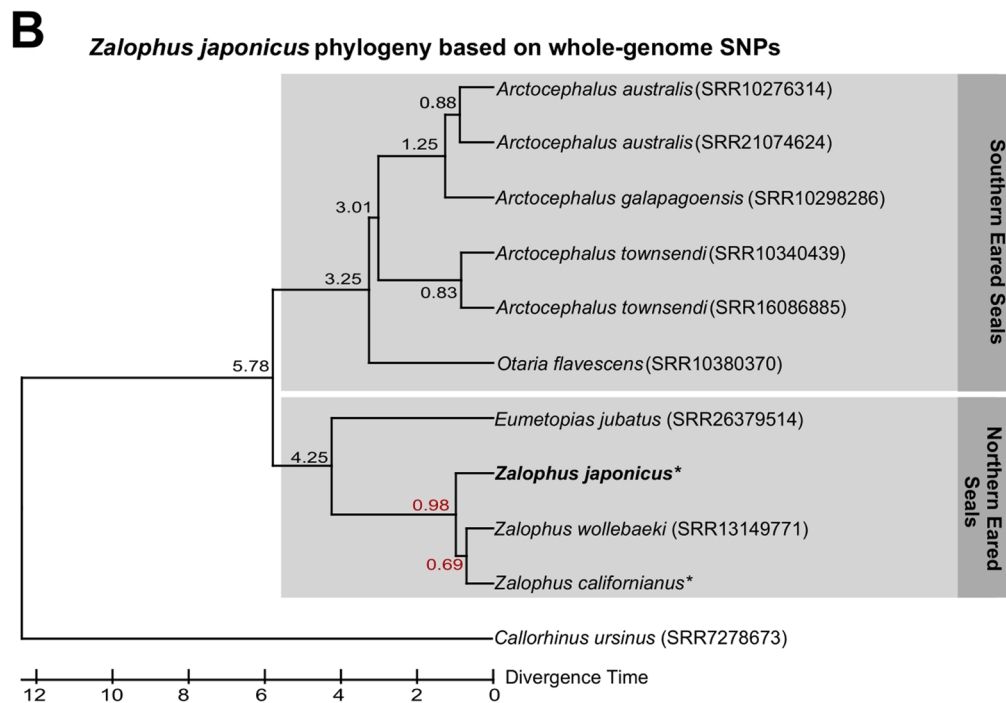 B
Zalophus japonicus phylogeny based on whole-genome SNPs
Arctocephalus australis (SRR10276314)
0.88
Arctocephalus australis (SRR21074624)
1.25
Arctocephalus galapagoensis (SRR10298286)
3.01
Arctocephalus townsendi (SRR10340439)
3.25
0.83
Arctocephalus townsendi (SRR16086885)
Otaria flavescens (SRR10380370)
Southern Eared Seals
5.78
Eumetopias jubatus (SRR26379514)
4.25
Zalophus japonicus*
0.98
Zalophus wollebaeki (SRR13149771)
0.69
Zalophus californianus*
Northern Eared
Seals
Callorhinus ursinus (SRR7278673)
Divergence Time
12 10 8 6 4 2 0